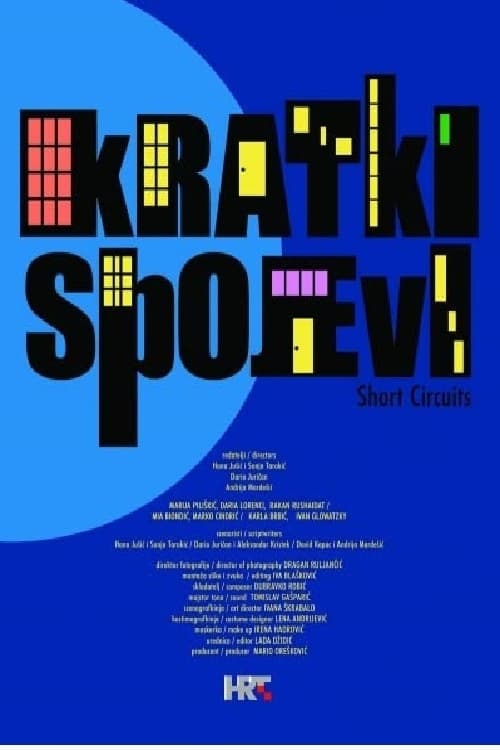 KRATKI
SPOJEVI
Short Circuits
redatelji / directors
Hana Jušić i Sonja Tarokić
Dario Juričan
Andrija Mardešić
MARIJA PILIŠKIĆ, DARIA LORENCI, RAKAN RUSHAIDAT /
MIA BIONDIĆ, MARKO CINDRIĆ / KARLA BRBIĆ, IVAN GLOWATZKY
scenaristi / scriptwriters
Hana Jušić i Sonja Tarokić / Dario Juričan i Aleksandar Krstek / David Kapac i Andrija Mardešić
direktor fotografije / director of photography DRAGAN RULJANČIĆ
montaža slike i zvuka / editing IVA BLAŠKOVIĆ
skladatelj / composer DUBRAVKO ROBIĆ
majstor tona / sound TOMISLAV GAŠPARIĆ
scenografkinja / art director IVANA ŠKRABALO
kostimografkinja / costume designer LENA ANDRIJEVIĆ
maskerka / make up IRENA HADROVIĆ
urednica / editor LADA DŽIDIĆ
producent / producer MARIO OREŠKOVIĆ
HRT